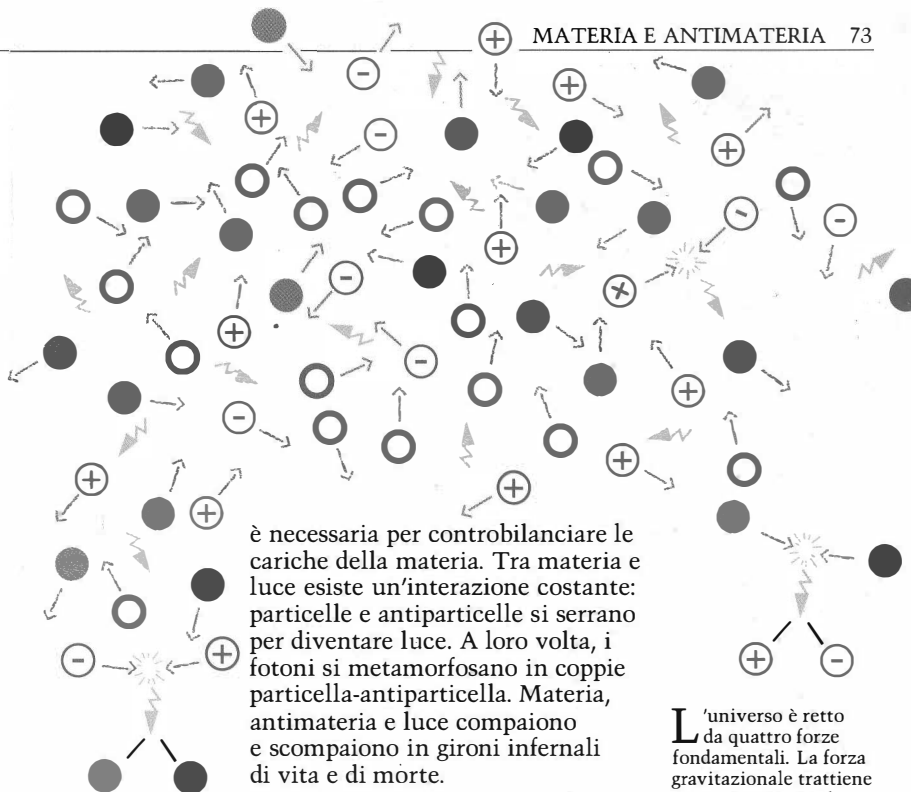 MATERIA E ANTIMATERIA 73
è necessaria per controbilanciare le
cariche della materia. Tra materia e
luce esiste un'interazione costante:
particelle e antiparticelle si serrano
per diventare luce. A loro volta, i
fotoni si metamorfosano in coppie
particella-antiparticella. Materia,
antimateria e luce compaiono
e scompaiono in gironi infernali
di vita e di morte.
L'universo è retto
da quattro forze
fondamentali. La forza
gravitazionale trattiene